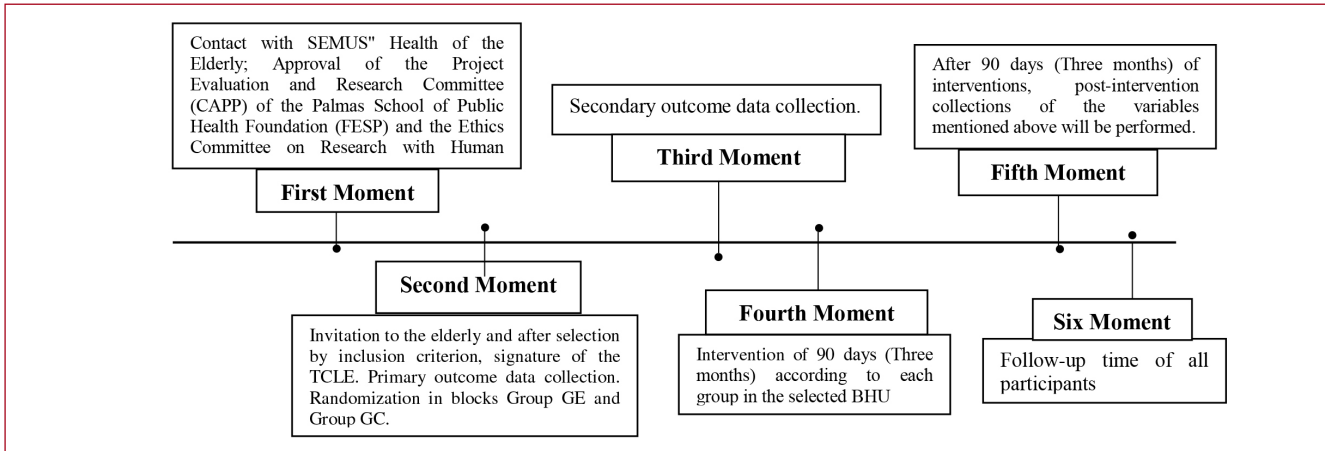 Contact with SEMUS" Health of the
Elderly; Approval of the Project
Evaluation and Research Committee
(CAPP) of the Palmas School of Public
Health Foundation (FESP) and the Ethics
Committee on Research with Human
First Moment
Second Moment
Invitation to the elderly and after selection
by inclusion criterion, signature of the
TCLE. Primary outcome data collection.
Randomization in blocks Group GE and
Group GC.
Secondary outcome data collection.
Third Moment
Fourth Moment
Intervention of 90 days (Three
months) according to each
group in the selected BHU
After 90 days (Three months) of
interventions, post-intervention
collections of the variables
mentioned above will be performed.
Fifth Moment
Six Moment
Follow-up time of all
participants